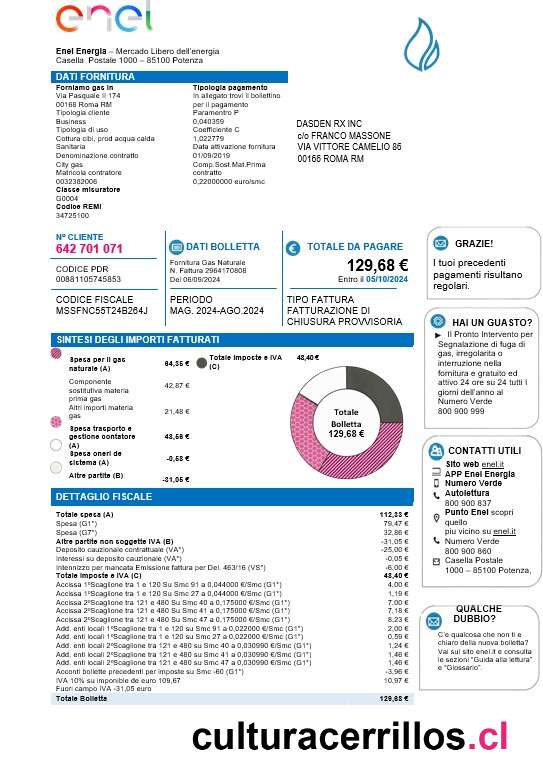 enel
Enel Energia – Mercado Libero dell'energia
Casella Postale 1000 – 85100 Potenza
DATI FORNITURA
Forniamo gas in
Via Pasquale II 174
00168 Roma RM
Tipologia cliente
Business
Tipologia di uso
Cottura cibi, prod acqua calda
Sanitaria
Denominazione contratto
City gas
Matricola contratore
0032382006
Classe misuratore
G0004
Codice REMI
34725100
Tipologia pagamento
In allegato trovi il bollettino
per il pagamento
Paramentro P
0,040359
Coefficiente C
1,022779
Data attivazione fornitura
01/09/2019
Comp.Sost.Mat.Prima
contratto
0,22000000 euro/smc
DASDEN RX INC
c/o FRANCO MASSONE
VIA VITTORE CAMELIO 86
00166 ROMA RM
Nº CLIENTE
642 701 071
CODICE PDR
00881105745853
CODICE FISCALE
MSSFNC55T24B264J
DATI BOLLETTA
Fornitura Gas Naturale
N. Fattura 2964170808
Del 06/09/2024
PERIODO
MAG. 2024-AGO.2024
TOTALE DA PAGARE
129,68 €
Entro il 05/10/2024
TIPO FATTURA
FATTURAZIONE DI
CHIUSURA PROVVISORIA
GRAZIE!
I tuoi precedenti
pagamenti risultano
regolari.
SINTESI DEGLI IMPORTI FATTURATI
Spesa per il gas
naturale (A) 64,35 €
Componente
sostitutiva materia
prima gas 42,87 €
Altri importi materia
gas 21,48 €
Spesa trasporto e
gestione oontatore
(A) 48,56 €
Spesa oneri de
sistema (A) -0,58 €
Altre partite (B) -31,05 €
Totale imposte e IVA
(C) 48,40 €
Totale
Bolletta
129,68 €
HAI UN GUASTO?
► Il Pronto Intervento per
Segnalazione di fuga di
gas, irregolarita o
interruzione nella
fornitura e gratuito ed
attivo 24 ore su 24 tutti I
giorni dell'anno al
Numero Verde
800 900 999
CONTATTI UTILI
Sito web enel.it
APP Enel Energia
Numero Verde
Autolettura
800 900 837
Punto Enel scopri
quello
piu vicino su enel.it
Numero Verde
800 900 860
Casella Postale
1000 – 85100 Potenza,
DETTAGLIO FISCALE
Totale spesa (A) 112,33 €
Spesa (G1") 79,47 €
Spesa (G7") 32,86 €
Altre partite non soggette IVA (B) -31,05 €
Deposito cauzionale contrattuale (VA") -25,00 €
Interessi su deposito cauzionale (VA") -0,05 €
Intennizzo per mancata Emissione fattura per Del. 463/16 (VS") -6,00 €
Totale imposte e IVA (C) 48,40 €
Accissa 1ºScaglione tra 1 e 120 Su Smc 91 a 0,044000 €/Smc (G1") 4,00 €
Accissa 1ºScaglione tra 1 e 120 Su Smc 27 a 0,044000 €/Smc (G1") 1,19 €
Accissa 2ºScaglione tra 121 e 480 Su Smc 40 a 0,175000 €/Smc (G1") 7,00 €
Accissa 2ºScaglione tra 121 e 480 Su Smc 41 a 0,175000 €/Smc (G1") 7,18 €
Accissa 2ºScaglione tra 121 e 480 Su Smc 47 a 0,175000 €/Smc (G1") 8,23 €
Add. enti locali 1ºScaglione tra 1 e 120 su Smc 91 a 0,022000 €/Smc (G1") 2,00 €
Add. enti locali 1ºScaglione tra 1 e 120 su Smc 27 a 0,022000 €/Smc (G1") 0,59 €
Add. enti locali 2ºScaglione tra 121 e 480 su Smc 40 a 0,030990 €/Smc (G1") 1,24 €
Add. enti locali 2ºScaglione tra 121 e 480 su Smc 41 a 0,030990 €/Smc (G1") 1,46 €
Add. enti locali 2ºScaglione tra 121 e 480 su Smc 47 a 0,030990 €/Smc (G1") 1,46 €
Acconti bollette precedenti per imposte su Smc -60 (G1") -3,96 €
IVA 10% su imponibile de euro 109,67 10,97 €
Fuori campo IVA -31,05 euro
Totale Bolletta 129,68 €
QUALCHE
DUBBIO?
C'e qualcosa che non ti e
chiaro della nuova bolletta?
Vai sul sito enel.it e consulta
le sezioni "Guida alla lettura"
e "Glossario".
culturacerrillos.cl